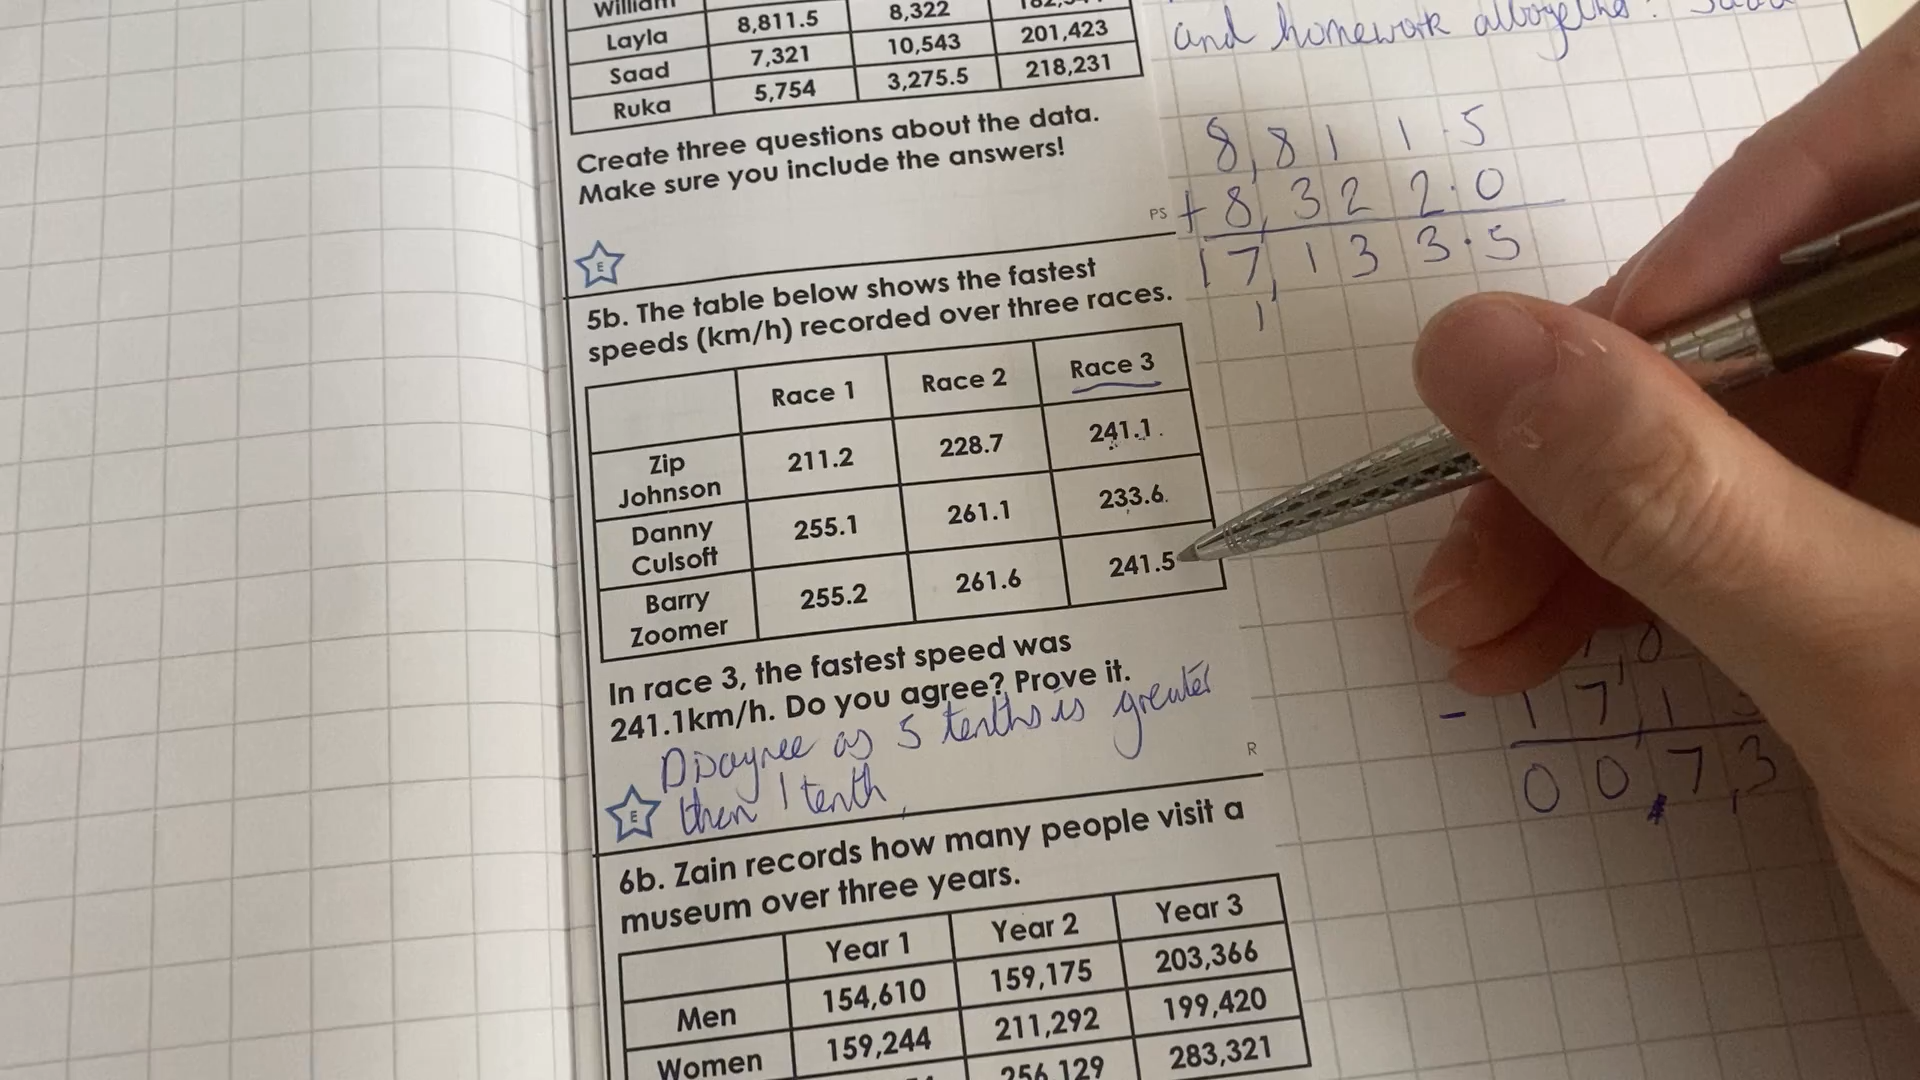 William
Layla 8,811.5 8,322
Saad 7,321 10,543 201,423
Ruka 5,754 3,275.5 218,231
Create three questions about the data.
Make sure you include the answers!
PS
E
5b. The table below shows the fastest
speeds (km/h) recorded over three races.
Race 1 Race 2 Race 3
Zip
Johnson 211.2 228.7 241.1
Danny
Culsoft 255.1 261.1 233.6
Barry
Zoomer 255.2 261.6 241.5
In race 3, the fastest speed was
241.1km/h. Do you agree? Prove it.
Disagree as 5 tenths is greater
then 1 tenth
R
E
6b. Zain records how many people visit a
museum over three years.
Year 1 Year 2 Year 3
Men 154,610 159,175 203,366
Women 159,244 211,292 199,420
256,129 283,321
and homework altogether?
8,811.5
+ 8,322.0
17,133.5
1
- 17,13
00,73